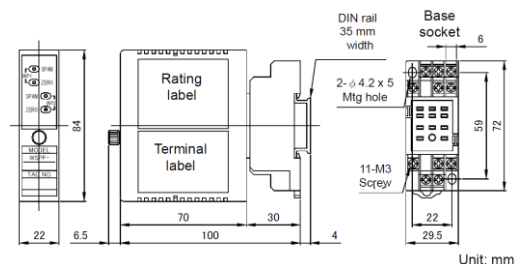 SPAN
OUT1
ZERO
SPAN
OUT2
ZERO
MODEL
WSPF-
TAG NO.
22
84
Rating
label
Terminal
label
6.5
70
30
100
4
DIN rail
35 mm
width
2-φ 4.2 x 5
Mtg hole
11-M3
Screw
Base
socket
6
59
72
22
29.5
Unit: mm